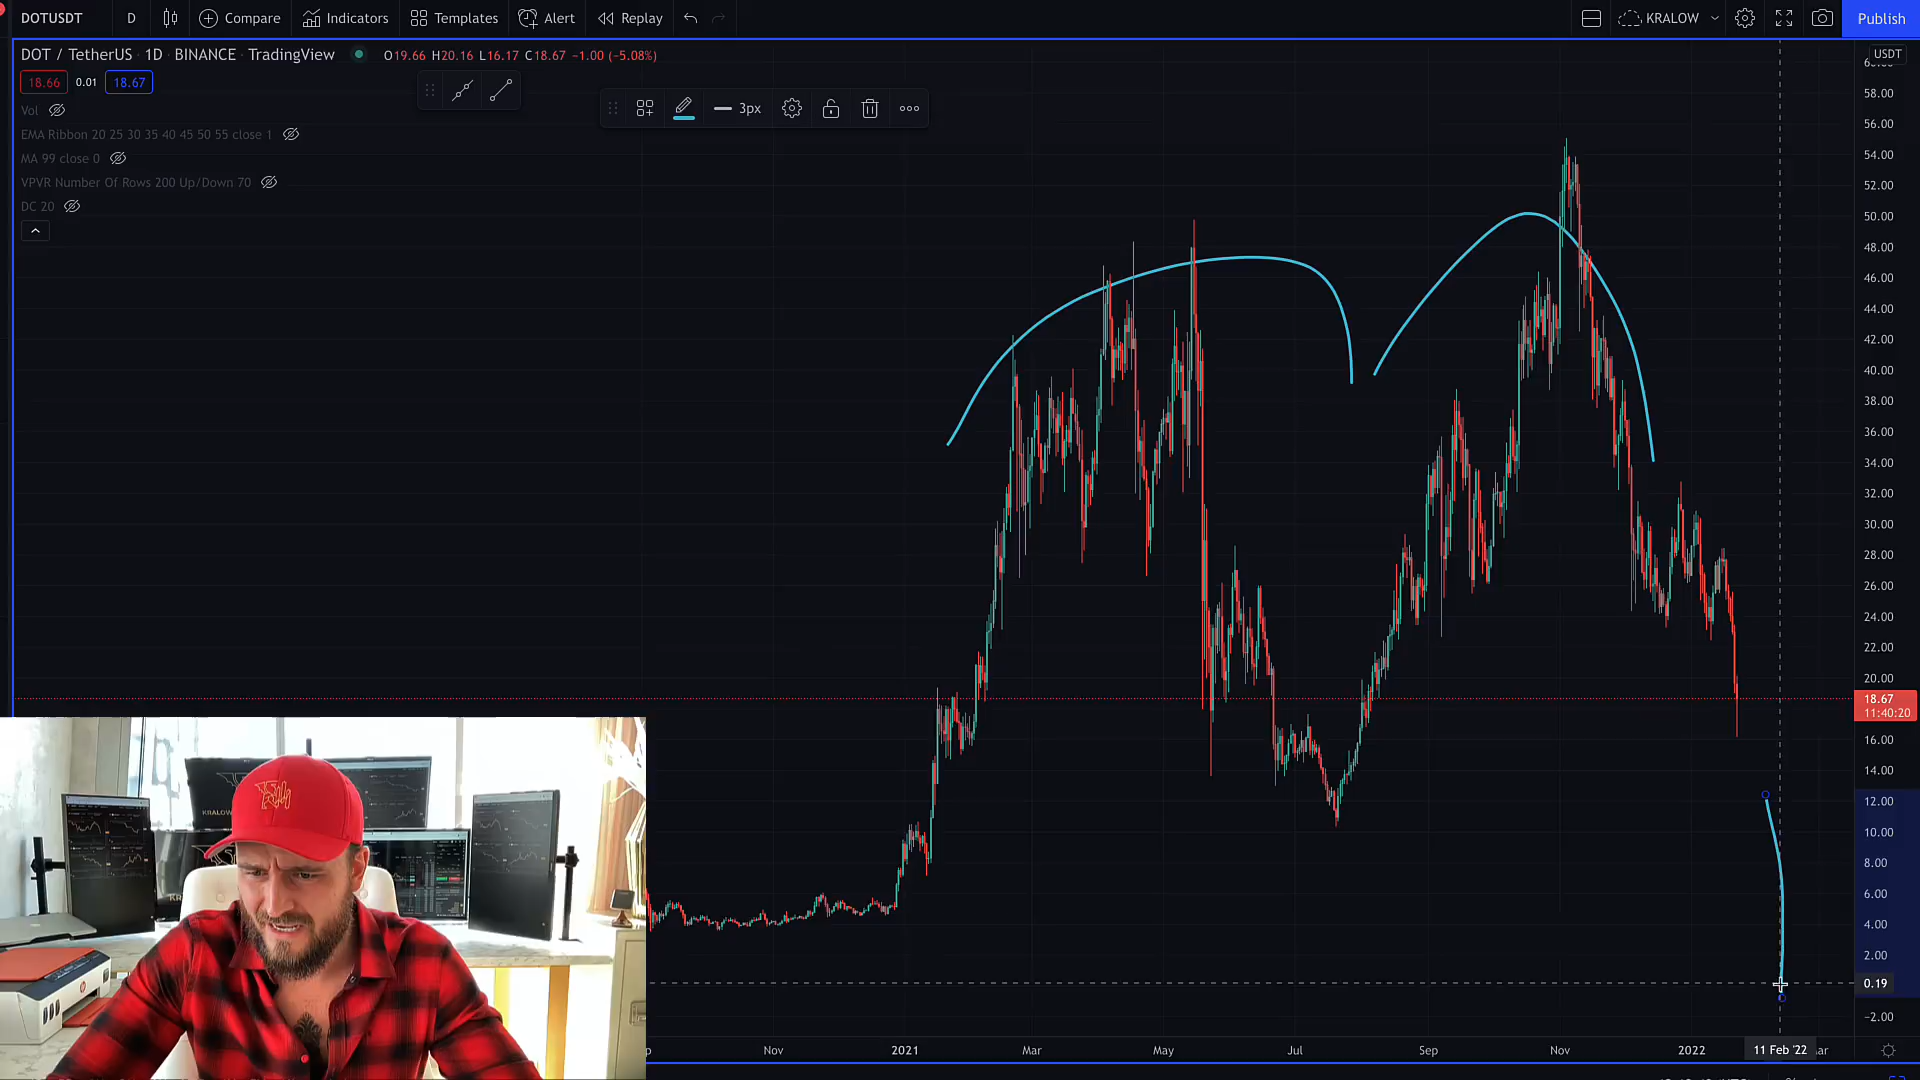 DOTUSDT D Compare Indicators Templates Alert Replay KRALOW Publish
DOT / TetherUS · 1D · BINANCE · TradingView O19.66 H20.16 L16.17 C18.67 −1.00 (−5.08%)
18.66 0.01 18.67
Vol
EMA Ribbon 20 25 30 35 40 45 50 55 close 1
MA 99 close 0
VPVR Number Of Rows 200 Up/Down 70
DC 20
3px
USDT
58.00
56.00
54.00
52.00
50.00
48.00
46.00
44.00
42.00
40.00
38.00
36.00
34.00
32.00
30.00
28.00
26.00
24.00
22.00
20.00
18.67
11:40:20
16.00
14.00
12.00
10.00
8.00
6.00
4.00
2.00
0.19
−2.00
Nov 2021 Mar May Jul Sep Nov 2022 11 Feb '22
KRALOW